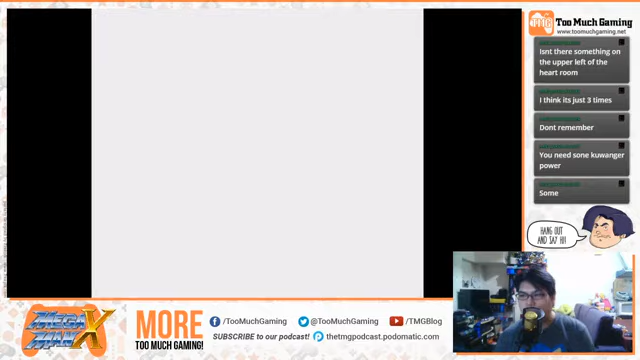 Too Much Gaming
www.toomuchgaming.net
Isnt there something on
the upper left of the
heart room
I think its just 3 times
Dont remember
You need sone kuwanger
power
Some
HANG OUT
AND SAY HI!
MEGA
MAN X
MORE
TOO MUCH GAMING!
/TooMuchGaming
@TooMuchGaming
/TMGBlog
SUBSCRIBE to our podcast!
thetmgpodcast.podomatic.com